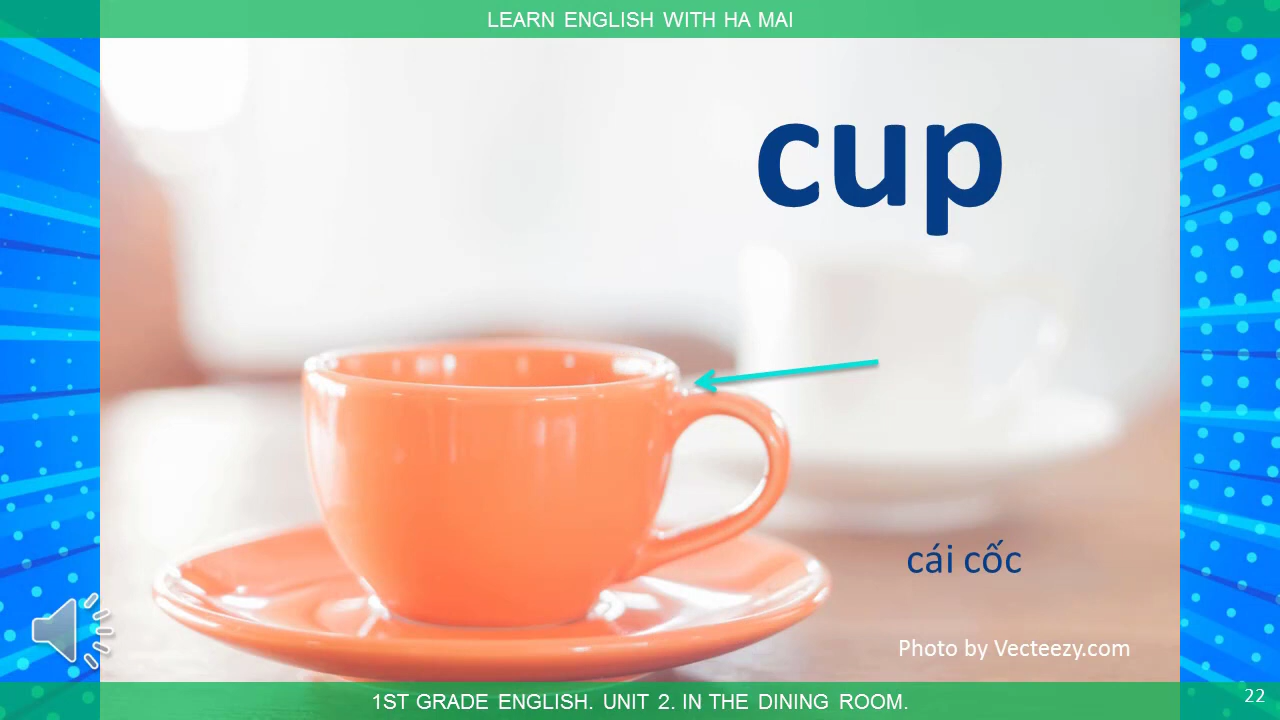 LEARN ENGLISH WITH HA MAI
cup
cái cốc
Photo by Vecteezy.com
1ST GRADE ENGLISH. UNIT 2. IN THE DINING ROOM.
22